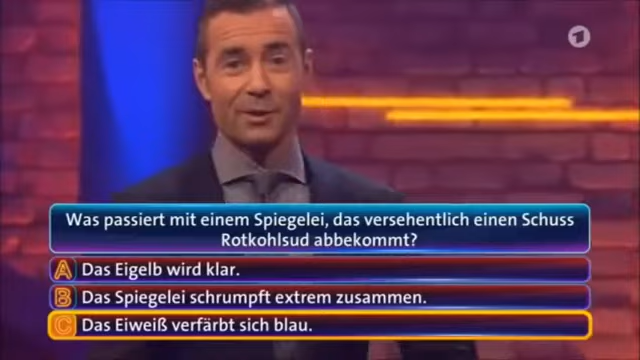 Was passiert mit einem Spiegelei, das versehentlich einen Schuss
Rotkohlsud abbekommt?
A Das Eigelb wird klar.
B Das Spiegelei schrumpft extrem zusammen.
C Das Eiweiß verfärbt sich blau.